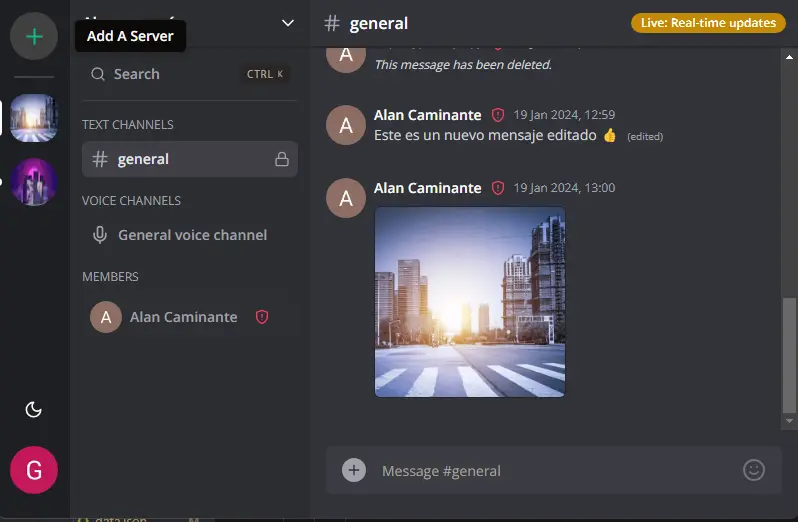 Add A Server
Search
CTRL K
TEXT CHANNELS
# general
VOICE CHANNELS
General voice channel
MEMBERS
A
Alan Caminante
G
# general
Live: Real-time updates
A
This message has been deleted.
A
Alan Caminante 19 Jan 2024, 12:59
Este es un nuevo mensaje editado 👍 (edited)
A
Alan Caminante 19 Jan 2024, 13:00
Message #general
data.json
M